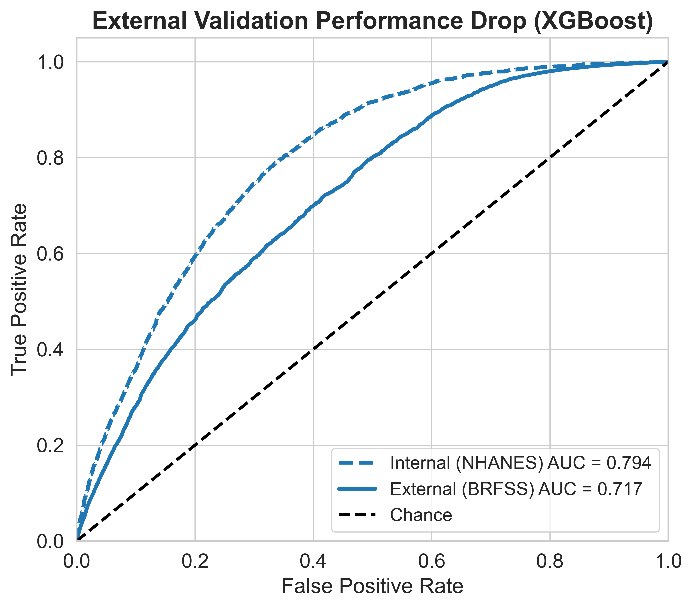 External Validation Performance Drop (XGBoost)
True Positive Rate
1.0
0.8
0.6
0.4
0.2
0.0
Internal (NHANES) AUC = 0.794
External (BRFSS) AUC = 0.717
Chance
0.0 0.2 0.4 0.6 0.8 1.0
False Positive Rate